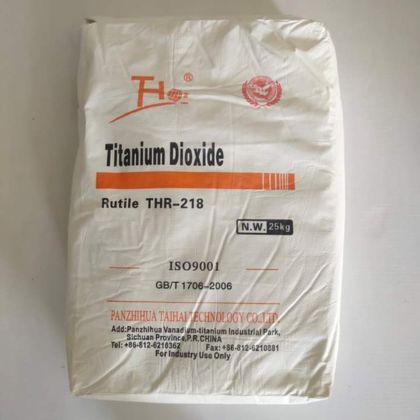 TH
®
Titanium Dioxide
Rutile THR-218
N.W. 25kg
ISO9001
GB/T 1706-2006
PANZHIHUA TAIHAI TECHNOLOGY CO.,LTD.
Add:Panzhihua Vanadium-titanium Industrial Park,
Sichuan Province,P.R.CHINA
Tel: +86-812-6210362 Fax:+86-812-6210881
For Industry Use Only